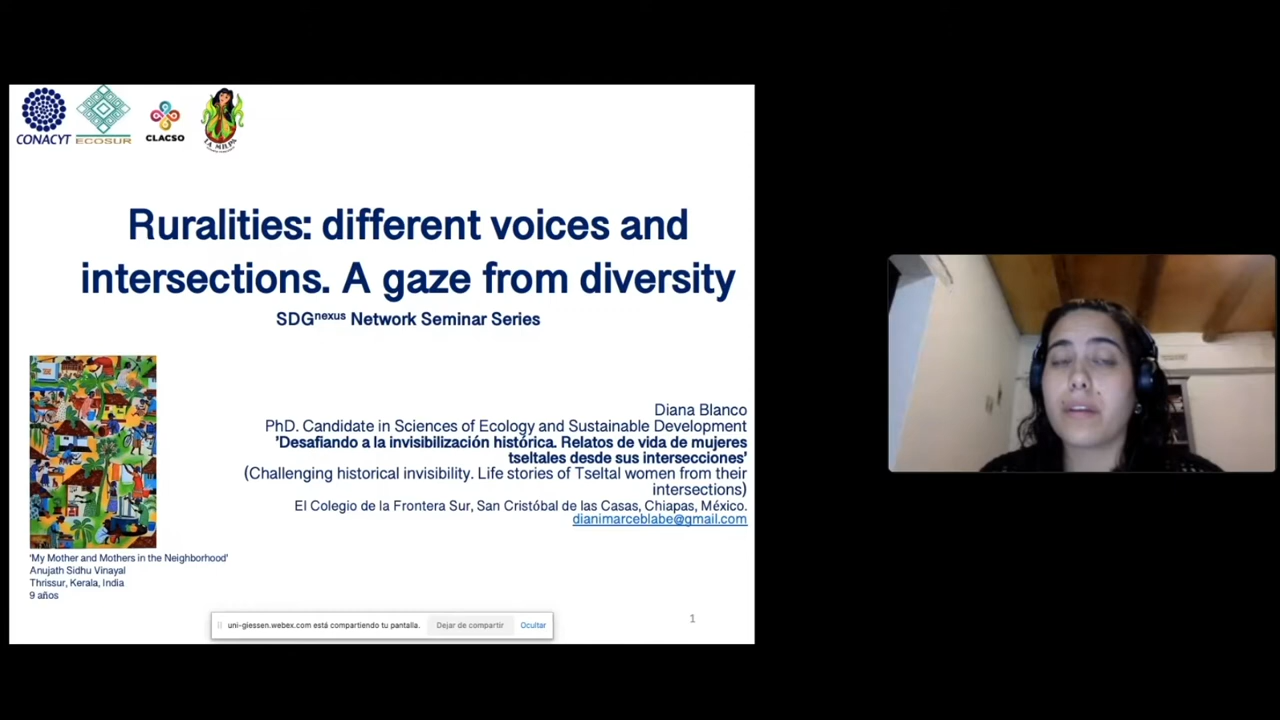 CONACYT
ECOSUR
CLACSO
LA MILPA
Ruralities: different voices and
intersections. A gaze from diversity
SDGnexus Network Seminar Series
Diana Blanco
PhD. Candidate in Sciences of Ecology and Sustainable Development
'Desafiando a la invisibilización histórica. Relatos de vida de mujeres
tseltales desde sus intersecciones'
(Challenging historical invisibility. Life stories of Tseltal women from their
intersections)
El Colegio de la Frontera Sur, San Cristóbal de las Casas, Chiapas, México.
dianimarceblabe@gmail.com
'My Mother and Mothers in the Neighborhood'
Anujath Sidhu Vinayal
Thrissur, Kerala, India
9 años
uni-giessen.webex.com está compartiendo tu pantalla.
Dejar de compartir
Ocultar
1